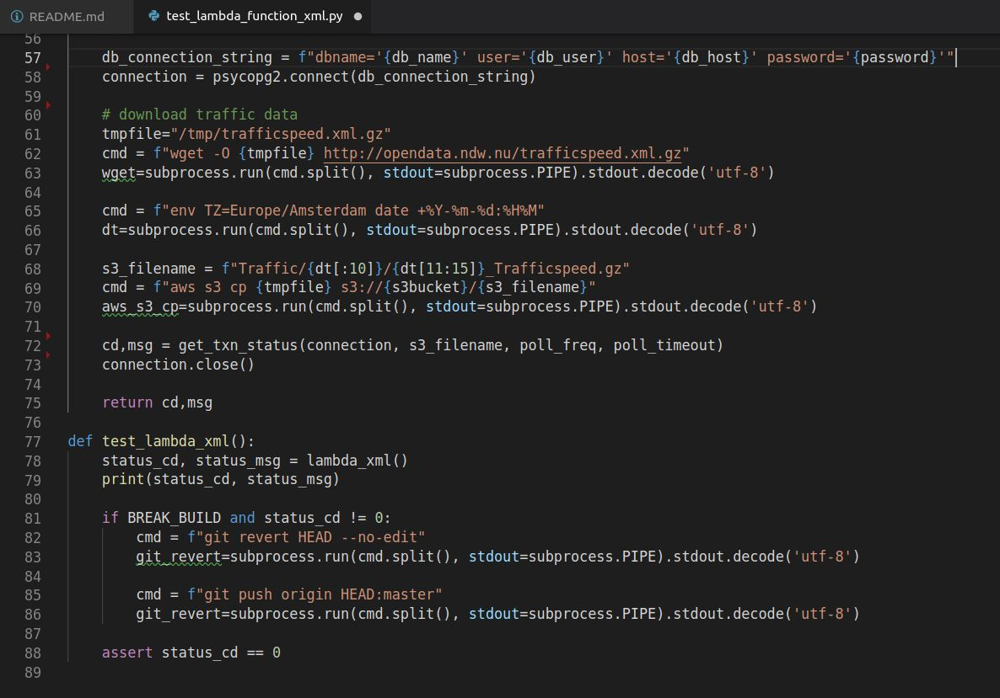 README.md test_lambda_function_xml.py
56
57 db_connection_string = f"dbname='{db_name}' user='{db_user}' host='{db_host}' password='{password}'"
58 connection = psycopg2.connect(db_connection_string)
59
60 # download traffic data
61 tmpfile="/tmp/trafficspeed.xml.gz"
62 cmd = f"wget -O {tmpfile} http://opendata.ndw.nu/trafficspeed.xml.gz"
63 wget=subprocess.run(cmd.split(), stdout=subprocess.PIPE).stdout.decode('utf-8')
64
65 cmd = f"env TZ=Europe/Amsterdam date +%Y-%m-%d:%H%M"
66 dt=subprocess.run(cmd.split(), stdout=subprocess.PIPE).stdout.decode('utf-8')
67
68 s3_filename = f"Traffic/{dt[:10]}/{dt[11:15]}_Trafficspeed.gz"
69 cmd = f"aws s3 cp {tmpfile} s3://{s3bucket}/{s3_filename}"
70 aws_s3_cp=subprocess.run(cmd.split(), stdout=subprocess.PIPE).stdout.decode('utf-8')
71
72 cd,msg = get_txn_status(connection, s3_filename, poll_freq, poll_timeout)
73 connection.close()
74
75 return cd,msg
76
77 def test_lambda_xml():
78 status_cd, status_msg = lambda_xml()
79 print(status_cd, status_msg)
80
81 if BREAK_BUILD and status_cd != 0:
82 cmd = f"git revert HEAD --no-edit"
83 git_revert=subprocess.run(cmd.split(), stdout=subprocess.PIPE).stdout.decode('utf-8')
84
85 cmd = f"git push origin HEAD:master"
86 git_revert=subprocess.run(cmd.split(), stdout=subprocess.PIPE).stdout.decode('utf-8')
87
88 assert status_cd == 0
89